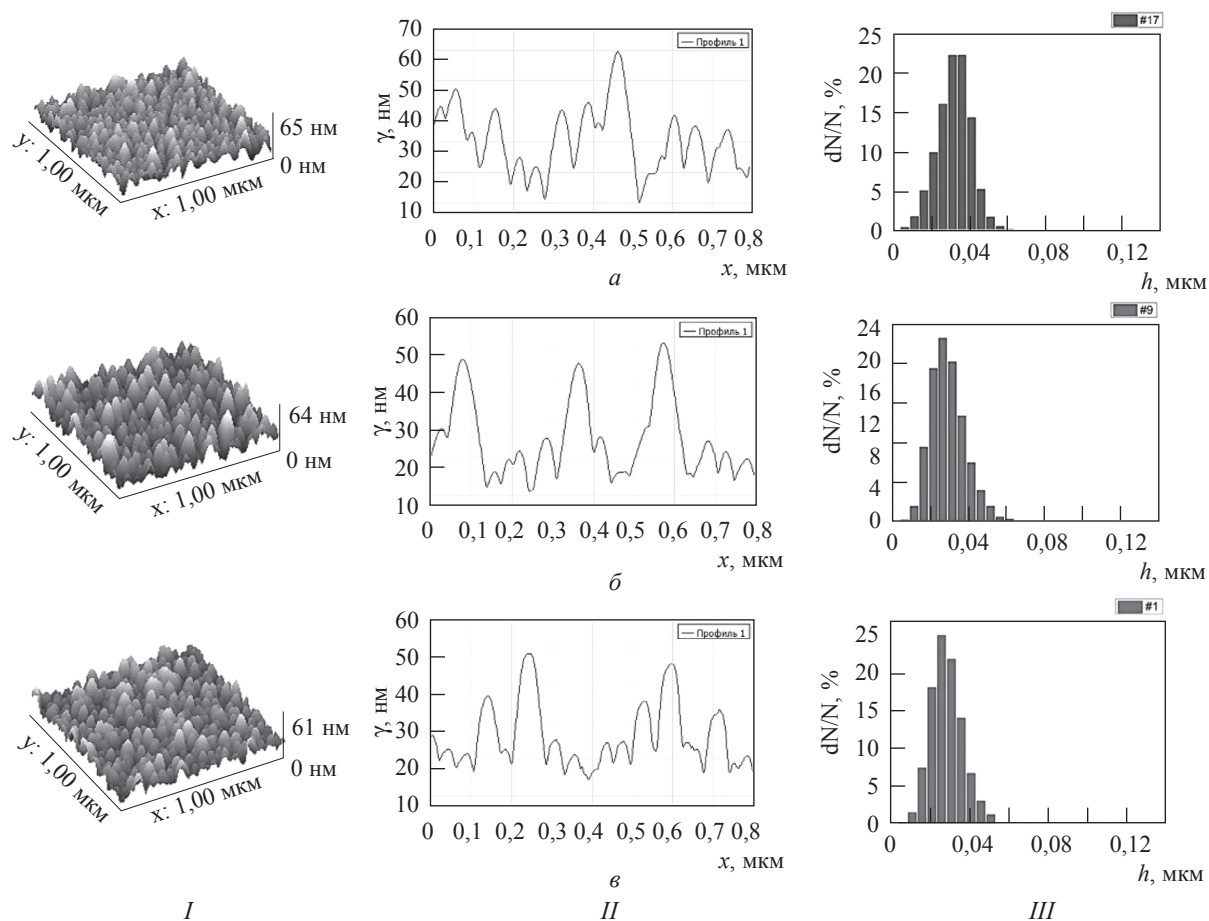 65 нм
0 нм
y: 1,00 мкм
x: 1,00 мкм
γ, нм
70
60
50
40
30
20
10
Профиль 1
0 0,1 0,2 0,3 0,4 0,5 0,6 0,7 0,8
x, мкм
а
#17
dN/N, %
25
20
15
10
5
0
0 0,04 0,08 0,12
h, мкм
64 нм
0 нм
y: 1,00 мкм
x: 1,00 мкм
γ, нм
60
50
40
30
20
10
Профиль 1
0 0,1 0,2 0,3 0,4 0,5 0,6 0,7 0,8
x, мкм
б
#9
dN/N, %
24
20
16
12
8
4
0
0 0,04 0,08 0,12
h, мкм
61 нм
0 нм
y: 1,00 мкм
x: 1,00 мкм
γ, нм
60
50
40
30
20
10
Профиль 1
0 0,1 0,2 0,3 0,4 0,5 0,6 0,7 0,8
x, мкм
в
#1
dN/N, %
25
20
15
10
5
0
0 0,04 0,08 0,12
h, мкм
I II III